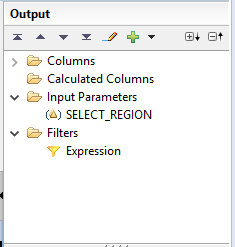 Output
Columns
Calculated Columns
Input Parameters
SELECT_REGION
Filters
Expression